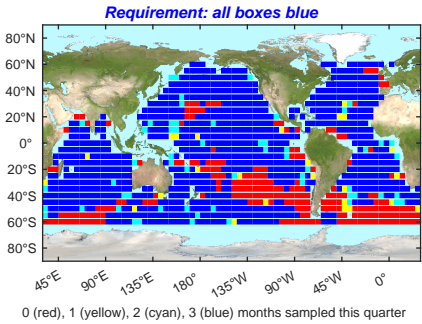 Requirement: all boxes blue
80°N
60°N
40°N
20°N
0°
20°S
40°S
60°S
80°S
45°E 90°E 135°E 180° 135°W 90°W 45°W 0°
0 (red), 1 (yellow), 2 (cyan), 3 (blue) months sampled this quarter